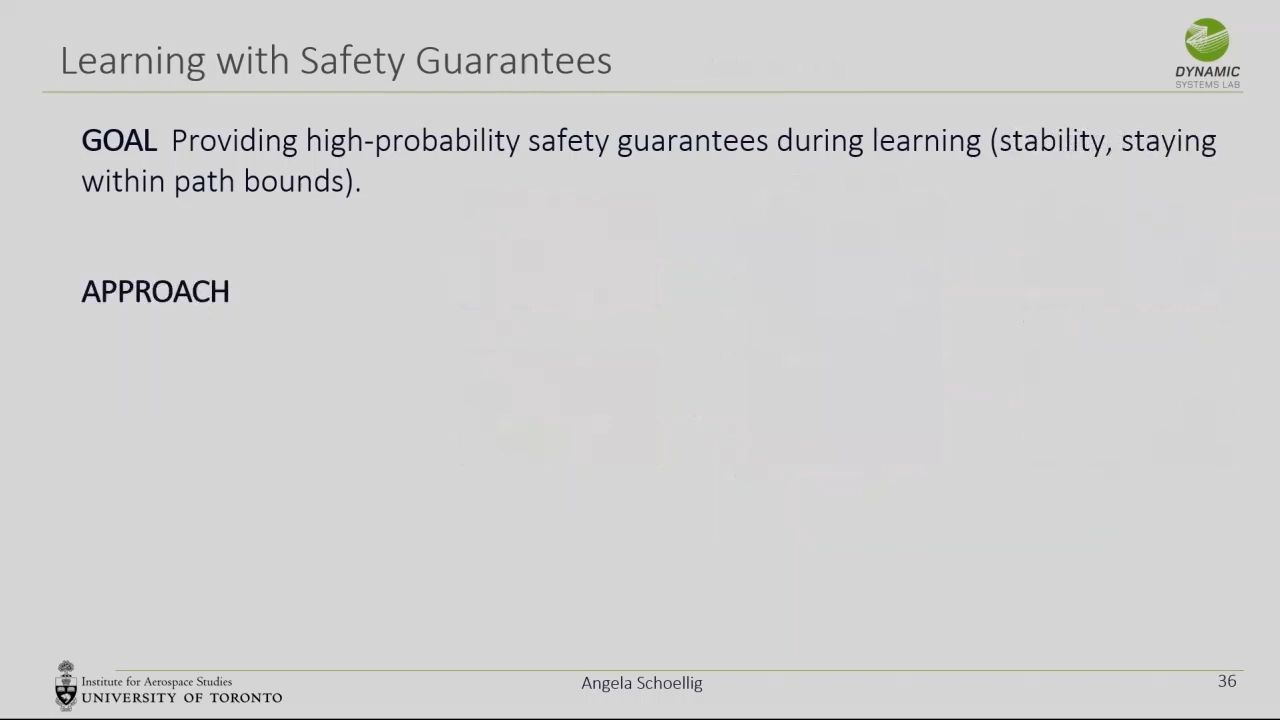 Learning with Safety Guarantees
DYNAMIC
SYSTEMS LAB
GOAL Providing high-probability safety guarantees during learning (stability, staying
within path bounds).
APPROACH
Institute for Aerospace Studies
UNIVERSITY OF TORONTO
Angela Schoellig
36